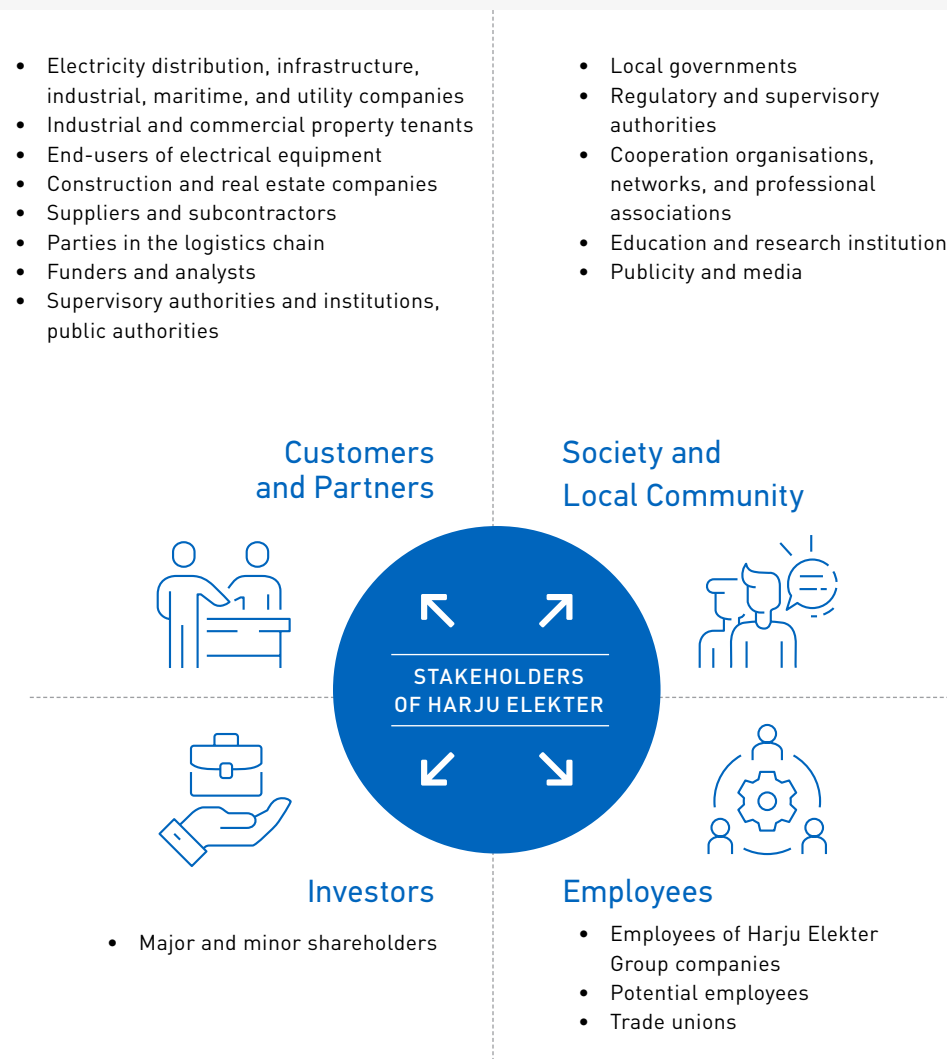 • Electricity distribution, infrastructure,
industrial, maritime, and utility companies
• Industrial and commercial property tenants
• End-users of electrical equipment
• Construction and real estate companies
• Suppliers and subcontractors
• Parties in the logistics chain
• Funders and analysts
• Supervisory authorities and institutions,
public authorities
Customers
and Partners
• Local governments
• Regulatory and supervisory
authorities
• Cooperation organisations,
networks, and professional
associations
• Education and research institution
• Publicity and media
Society and
Local Community
STAKEHOLDERS
OF HARJU ELEKTER
Investors
• Major and minor shareholders
Employees
• Employees of Harju Elekter
Group companies
• Potential employees
• Trade unions